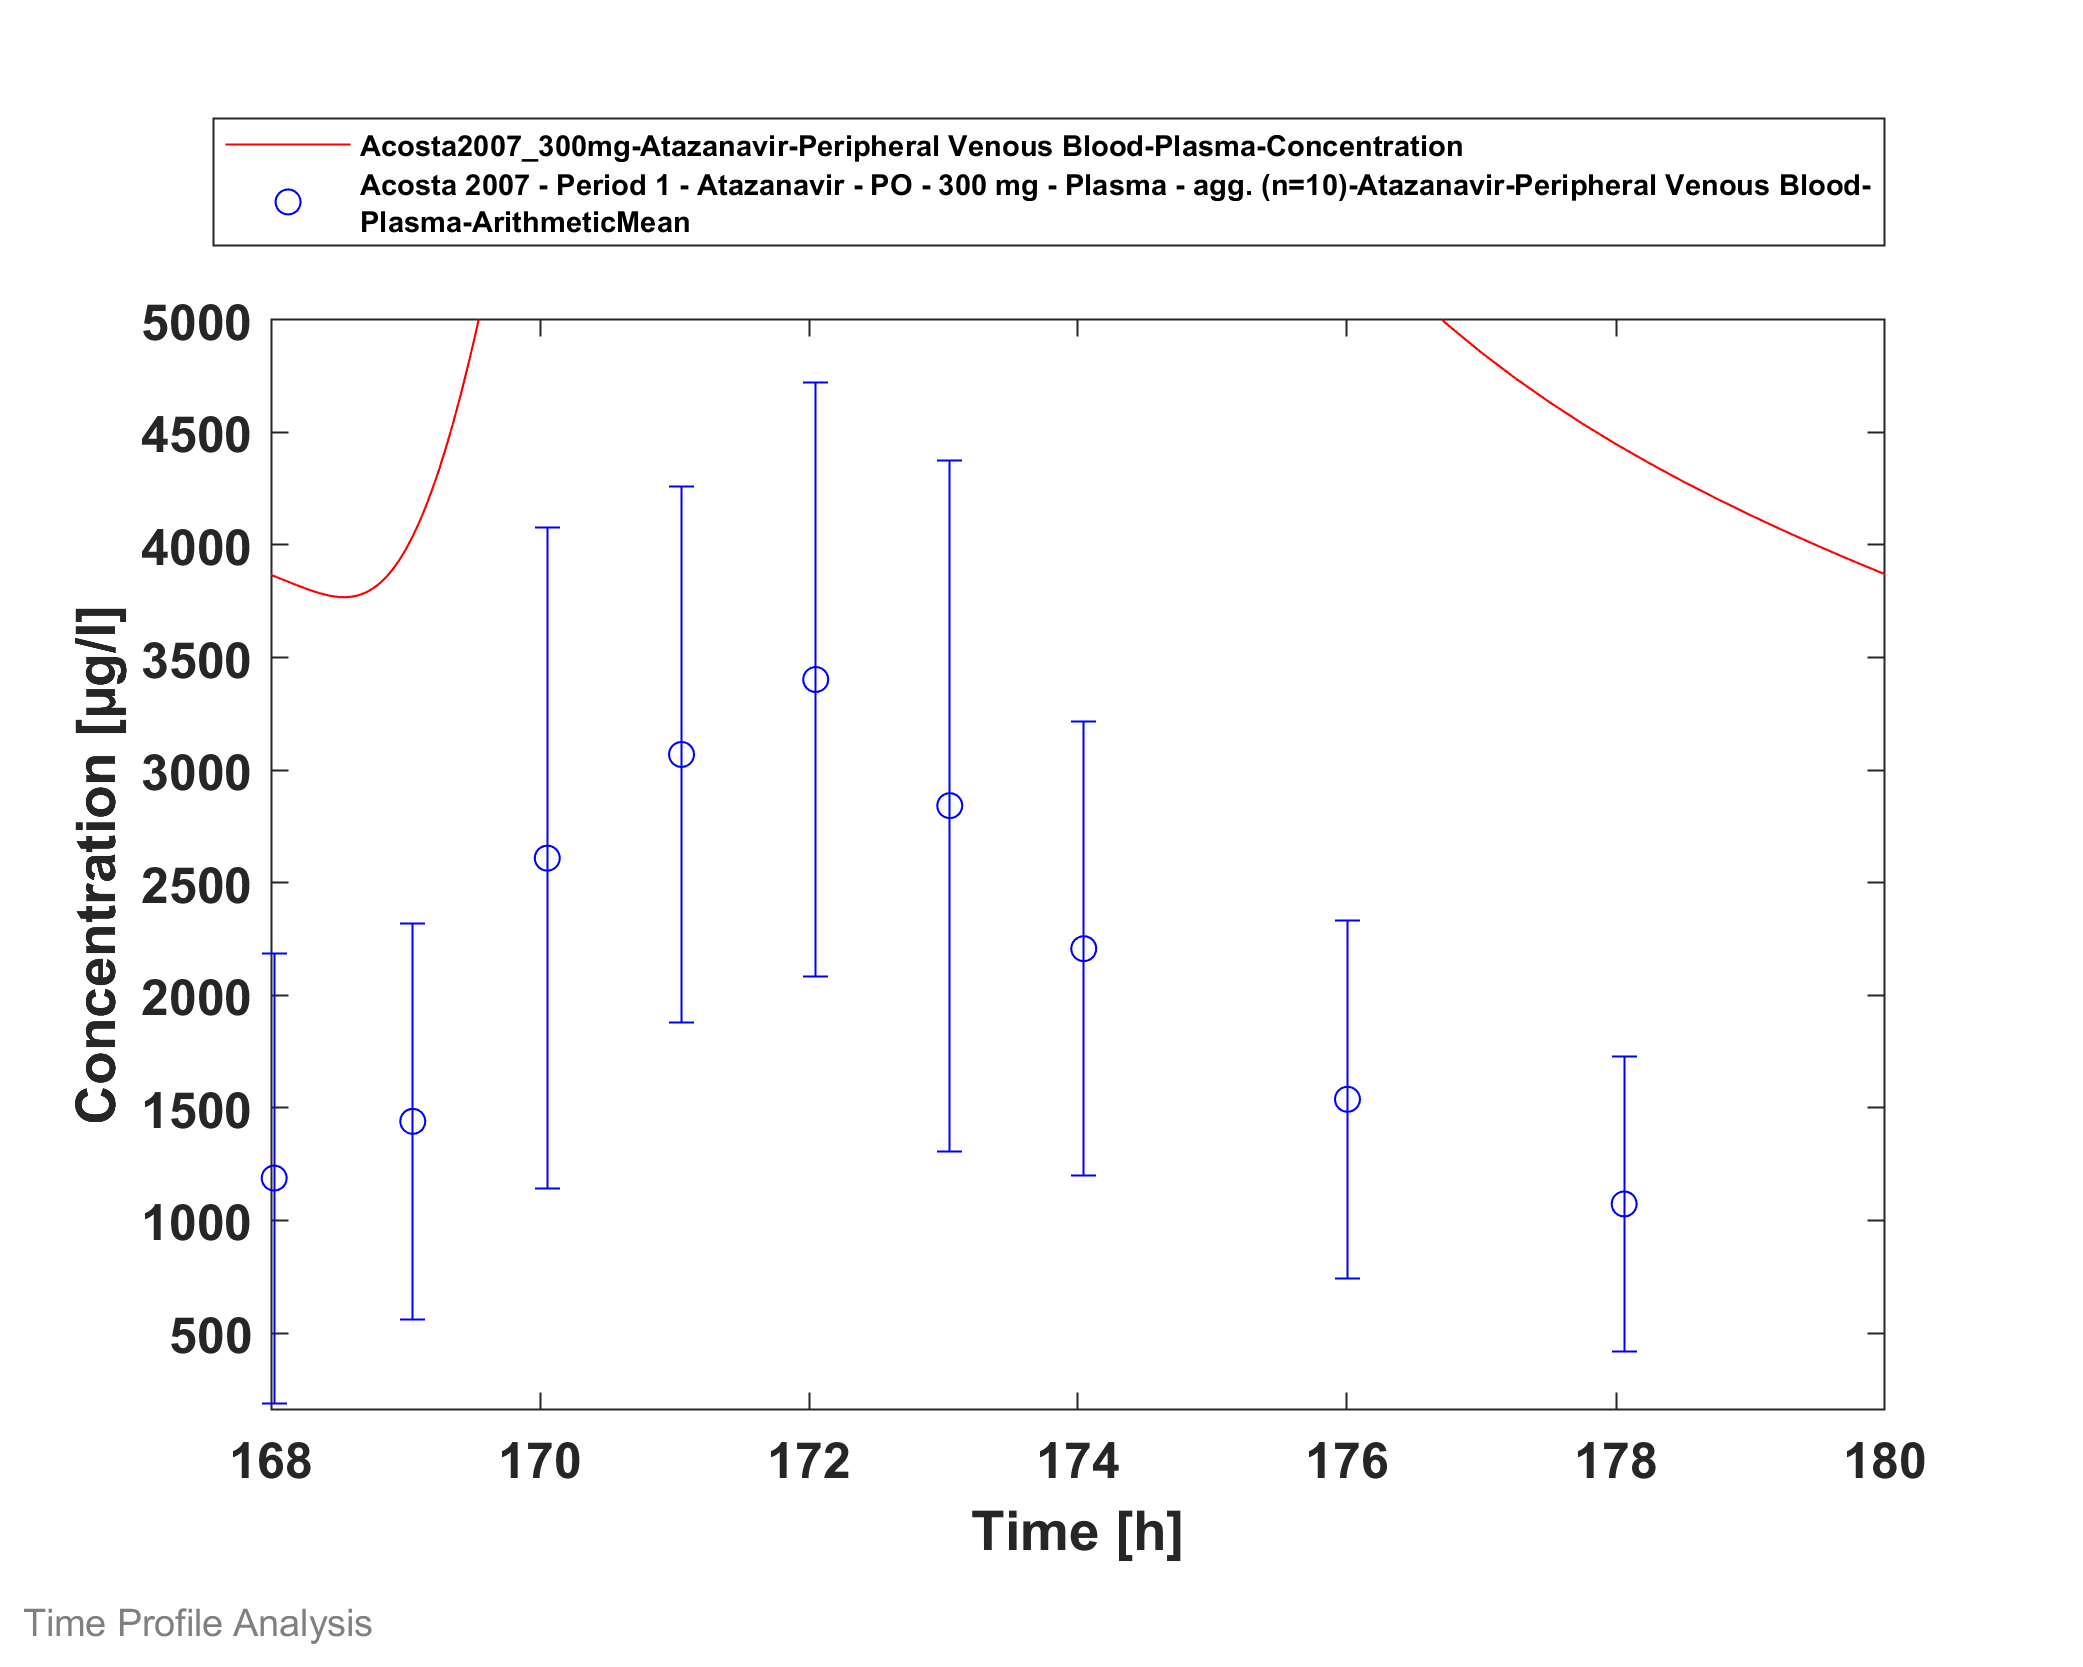 Acosta2007_300mg-Atazanavir-Peripheral Venous Blood-Plasma-Concentration
Acosta 2007 - Period 1 - Atazanavir - PO - 300 mg - Plasma - agg. (n=10)-Atazanavir-Peripheral Venous Blood-
Plasma-ArithmeticMean
5000
4500
4000
3500
3000
2500
2000
1500
1000
500
Concentration [µg/l]
168 170 172 174 176 178 180
Time [h]
Time Profile Analysis